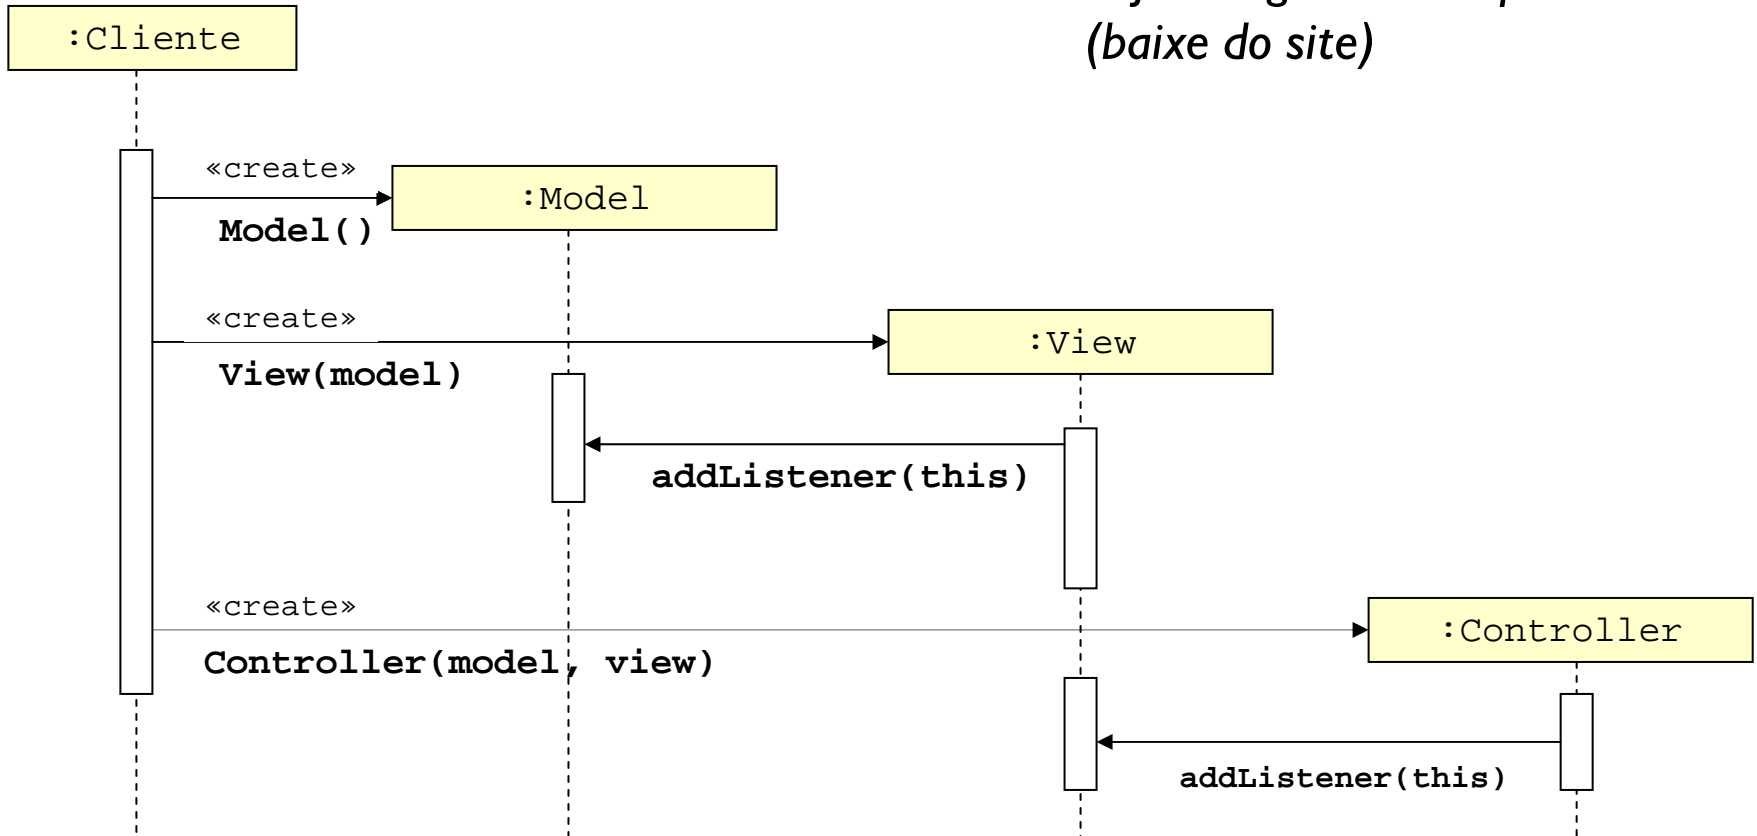 (baixe do site)
:Cliente
«create»
:Model
Model()
«create»
:View
View(model)
addListener(this)
«create»
:Controller
Controller(model, view)
addListener(this)